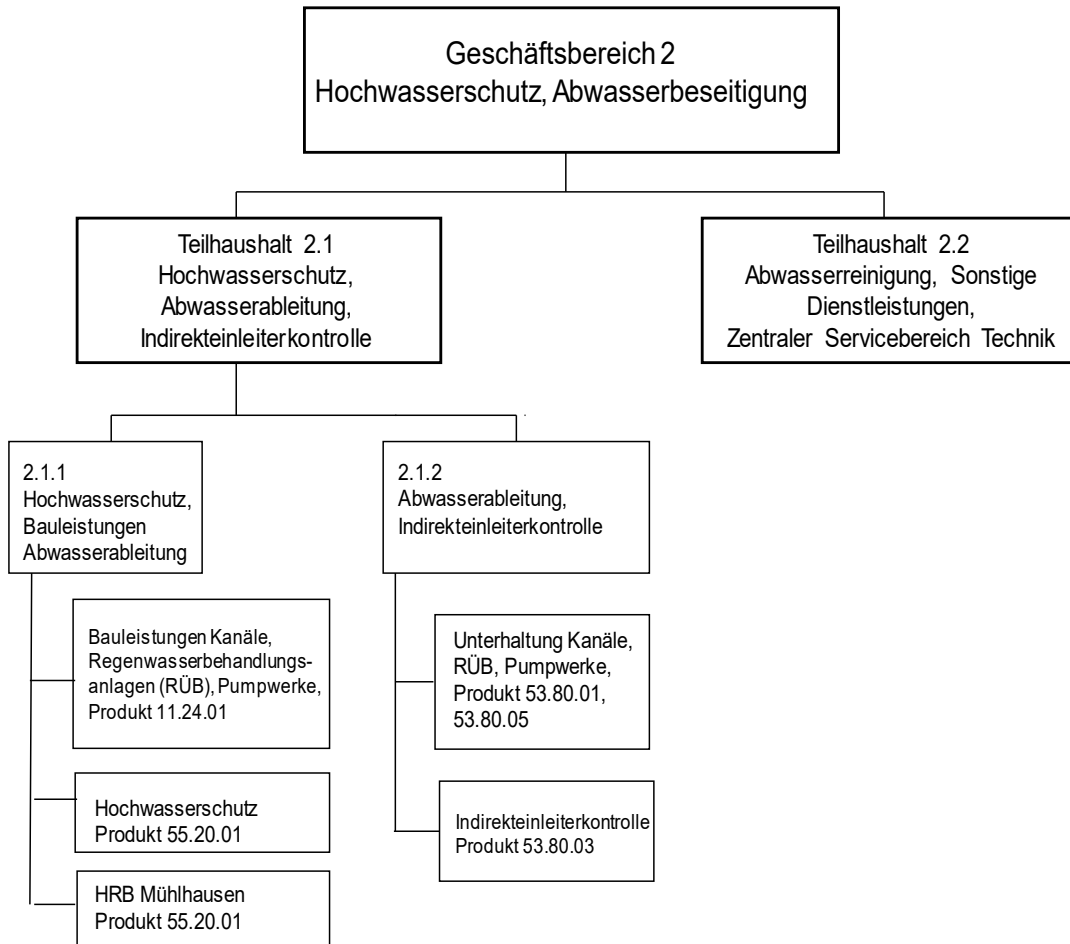 Geschäftsbereich 2
Hochwasserschutz, Abwasserbeseitigung
Teilhaushalt 2.1
Hochwasserschutz,
Abwasserableitung,
Indirekteinleiterkontrolle
Teilhaushalt 2.2
Abwasserreinigung, Sonstige
Dienstleistungen,
Zentraler Servicebereich Technik
2.1.1
Hochwasserschutz,
Bauleistungen
Abwasserableitung
2.1.2
Abwasserableitung,
Indirekteinleiterkontrolle
Bauleistungen Kanäle,
Regenwasserbehandlungs-
anlagen (RÜB), Pumpwerke,
Produkt 11.24.01
Unterhaltung Kanäle,
RÜB, Pumpwerke,
Produkt 53.80.01,
53.80.05
Hochwasserschutz
Produkt 55.20.01
Indirekteinleiterkontrolle
Produkt 53.80.03
HRB Mühlhausen
Produkt 55.20.01